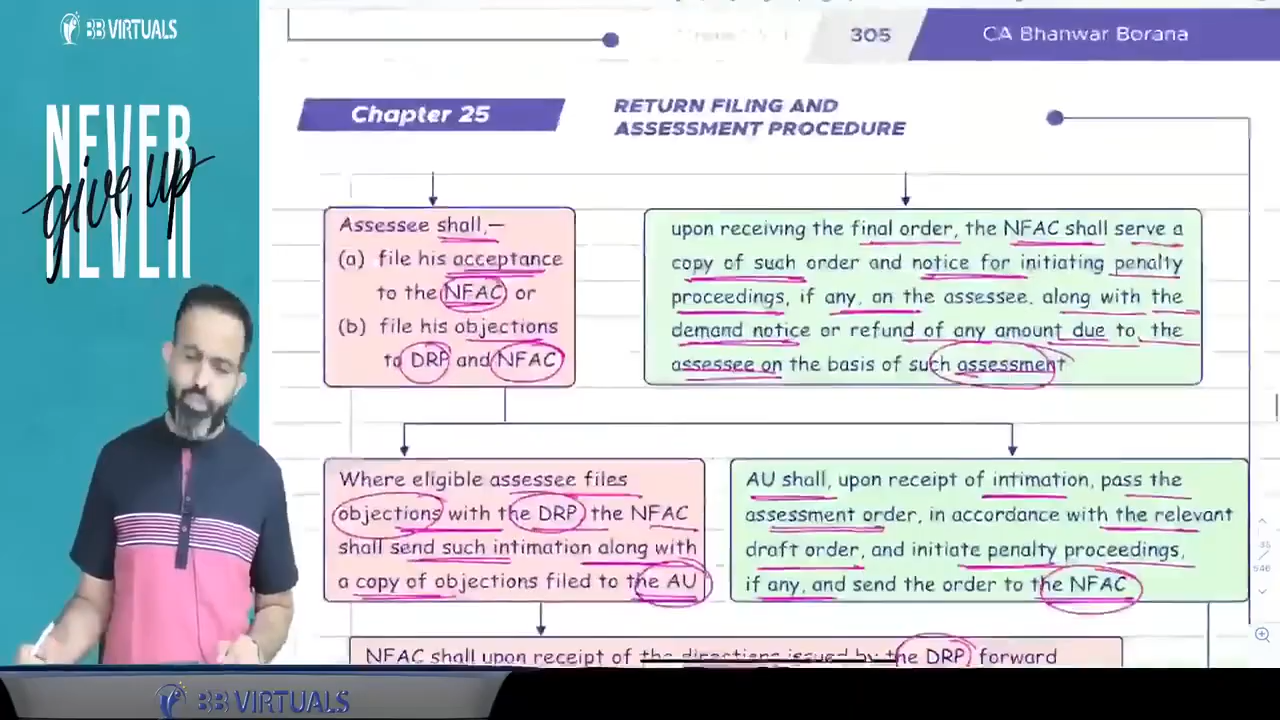 BB VIRTUALS
NEVER
give up
NEVER
305
CA Bhanwar Borana
Chapter 25
RETURN FILING AND
ASSESSMENT PROCEDURE
Assessee shall,—
(a) file his acceptance
to the NFAC or
(b) file his objections
to DRP and NFAC
upon receiving the final order, the NFAC shall serve a
copy of such order and notice for initiating penalty
proceedings, if any, on the assessee. along with the
demand notice or refund of any amount due to the
assessee on the basis of such assessment
Where eligible assessee files
objections with the DRP the NFAC
shall send such intimation along with
a copy of objections filed to the AU
AU shall, upon receipt of intimation, pass the
assessment order, in accordance with the relevant
draft order, and initiate penalty proceedings,
if any, and send the order to the NFAC
NFAC shall upon receipt of the directions issued by the DRP forward
35
546
BB VIRTUALS